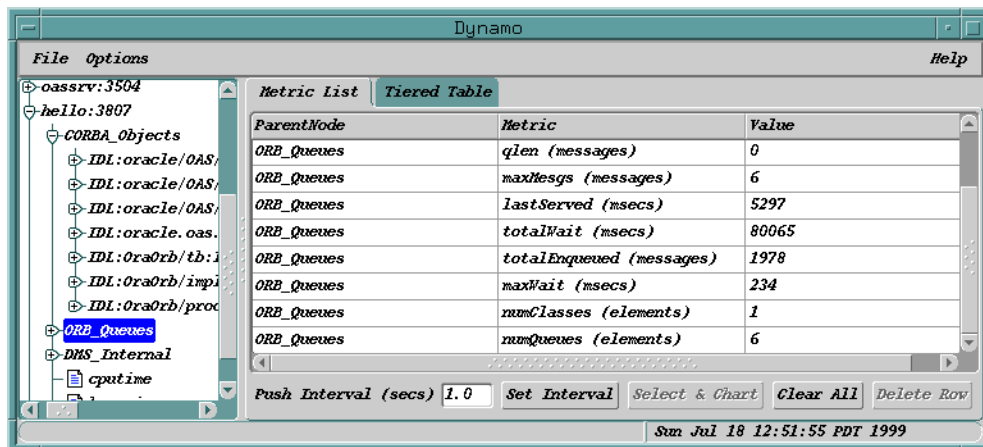 Dynamo
File Options Help
oassrv:3504
hello:3807
CORBA_Objects
IDL:oracle/OAS/
IDL:oracle/OAS/
IDL:oracle/OAS/
IDL:oracle.oas.
IDL:OraOrb/tb:1
IDL:OraOrb/impl
IDL:OraOrb/proc
ORB_Queues
DMS_Internal
cputime
Metric List Tiered Table
ParentNode Metric Value
ORB_Queues qlen (messages) 0
ORB_Queues maxMesgs (messages) 6
ORB_Queues lastServed (msecs) 5297
ORB_Queues totalWait (msecs) 80065
ORB_Queues totalEnqueued (messages) 1978
ORB_Queues maxWait (msecs) 234
ORB_Queues numClasses (elements) 1
ORB_Queues numQueues (elements) 6
Push Interval (secs) 1.0 Set Interval Select & Chart Clear All Delete Row
Sun Jul 18 12:51:55 PDT 1999